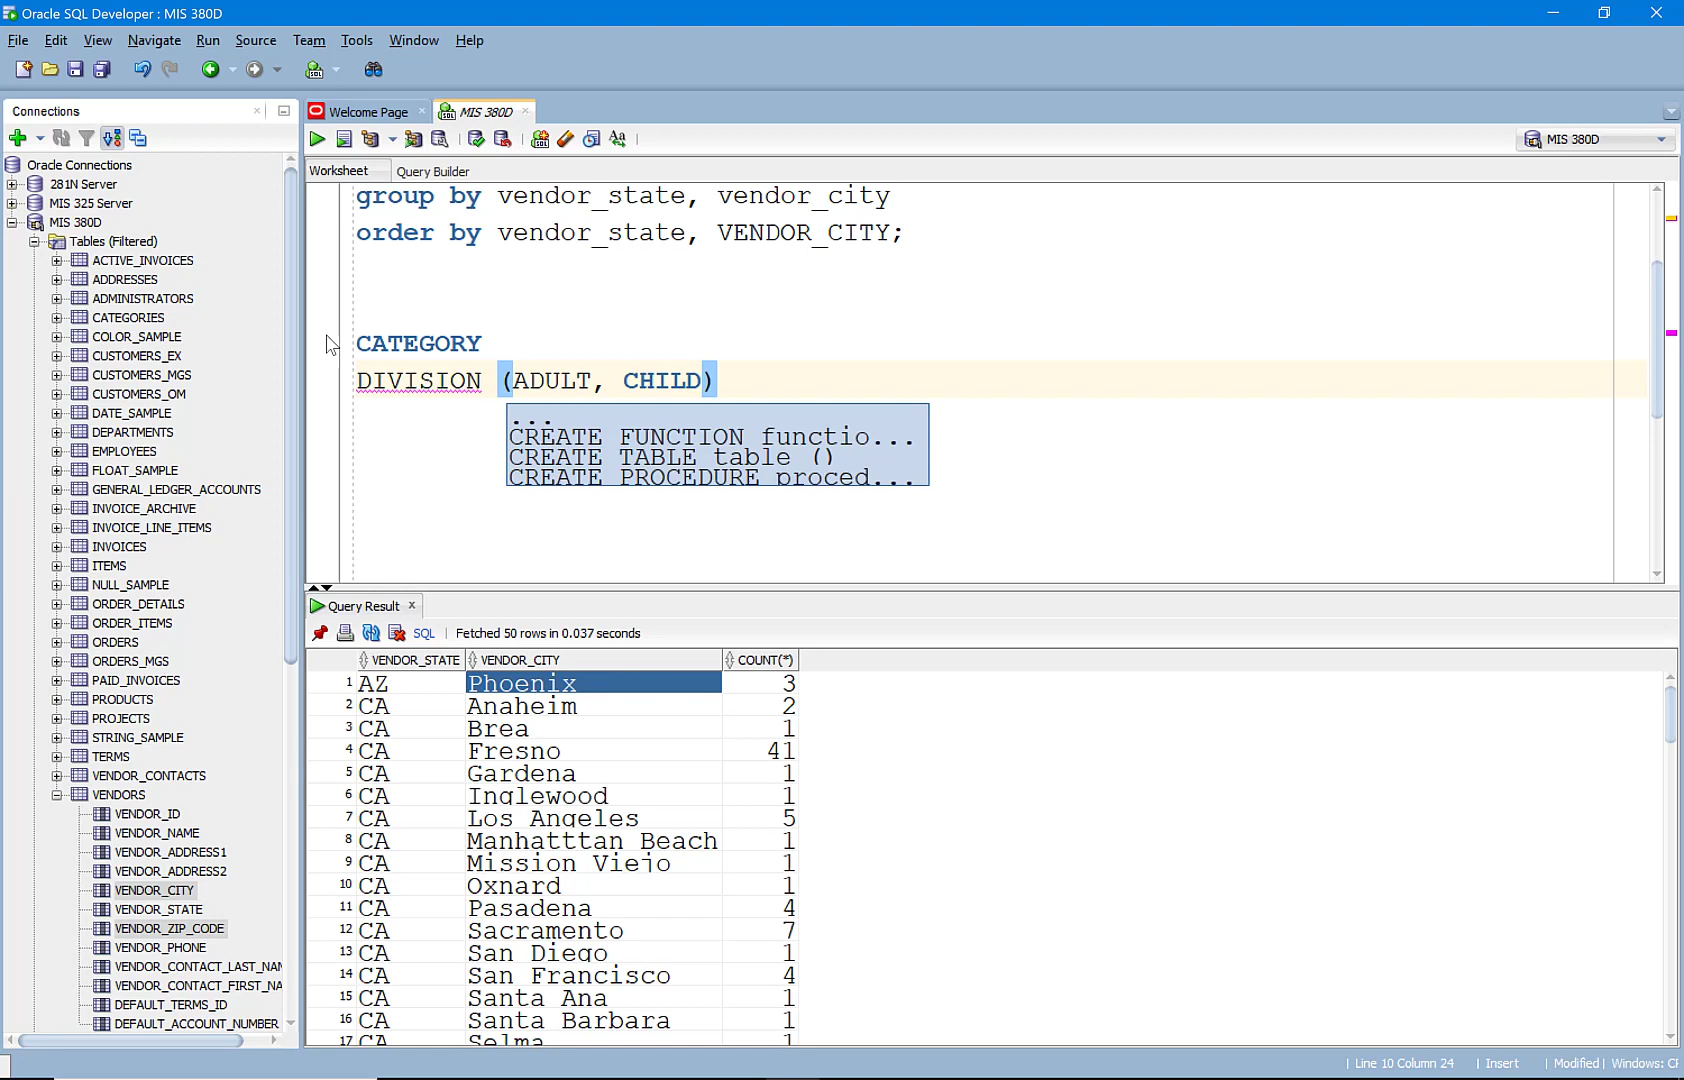 Oracle SQL Developer : MIS 380D
File Edit View Navigate Run Source Team Tools Window Help
Connections
Welcome Page
MIS 380D
MIS 380D
Worksheet
Query Builder
Oracle Connections
281N Server
MIS 325 Server
MIS 380D
Tables (Filtered)
ACTIVE_INVOICES
ADDRESSES
ADMINISTRATORS
CATEGORIES
COLOR_SAMPLE
CUSTOMERS_EX
CUSTOMERS_MGS
CUSTOMERS_OM
DATE_SAMPLE
DEPARTMENTS
EMPLOYEES
FLOAT_SAMPLE
GENERAL_LEDGER_ACCOUNTS
INVOICE_ARCHIVE
INVOICE_LINE_ITEMS
INVOICES
ITEMS
NULL_SAMPLE
ORDER_DETAILS
ORDER_ITEMS
ORDERS
ORDERS_MGS
PAID_INVOICES
PRODUCTS
PROJECTS
STRING_SAMPLE
TERMS
VENDOR_CONTACTS
VENDORS
VENDOR_ID
VENDOR_NAME
VENDOR_ADDRESS1
VENDOR_ADDRESS2
VENDOR_CITY
VENDOR_STATE
VENDOR_ZIP_CODE
VENDOR_PHONE
VENDOR_CONTACT_LAST_NAM
VENDOR_CONTACT_FIRST_NA
DEFAULT_TERMS_ID
DEFAULT_ACCOUNT_NUMBER
group by vendor_state, vendor_city
order by vendor_state, VENDOR_CITY;
CATEGORY
DIVISION (ADULT, CHILD)
...
CREATE FUNCTION functio...
CREATE TABLE table ()
CREATE PROCEDURE proced...
Query Result
SQL | Fetched 50 rows in 0.037 seconds
VENDOR_STATE VENDOR_CITY COUNT(*)
1 AZ Phoenix 3
2 CA Anaheim 2
3 CA Brea 1
4 CA Fresno 41
5 CA Gardena 1
6 CA Inglewood 1
7 CA Los Angeles 5
8 CA Manhatttan Beach 1
9 CA Mission Viejo 1
10 CA Oxnard 1
11 CA Pasadena 4
12 CA Sacramento 7
13 CA San Diego 1
14 CA San Francisco 4
15 CA Santa Ana 1
16 CA Santa Barbara 1
17 CA Selma 1
Line 10 Column 24 | Insert | Modified | Windows: